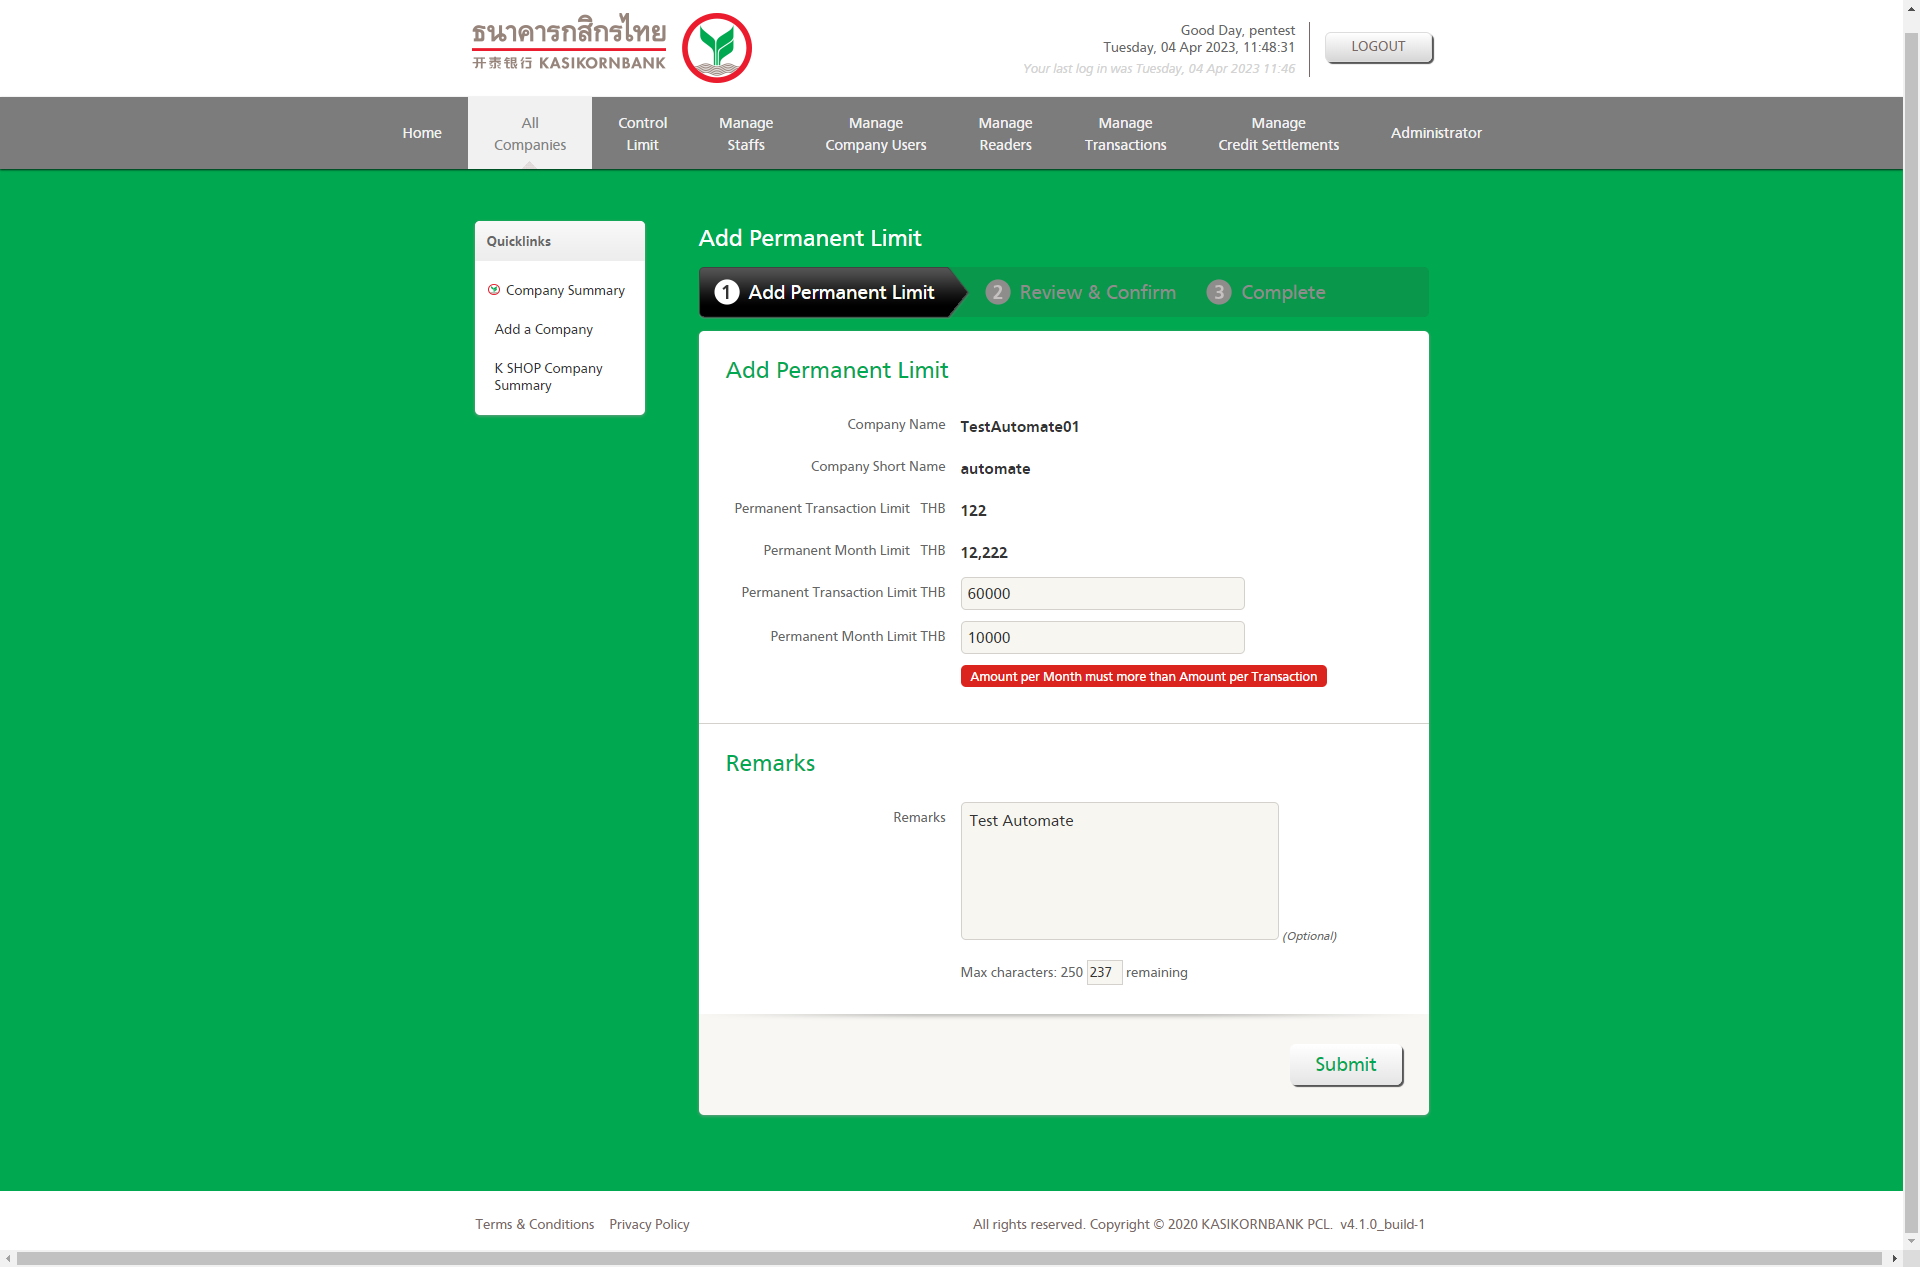 ธนาคารกสิกรไทย
开泰银行 KASIKORNBANK
Good Day, pentest
Tuesday, 04 Apr 2023, 11:48:31
Your last log in was Tuesday, 04 Apr 2023 11:46
LOGOUT
Home
All
Companies
Control
Limit
Manage
Staffs
Manage
Company Users
Manage
Readers
Manage
Transactions
Manage
Credit Settlements
Administrator
Quicklinks
Company Summary
Add a Company
K SHOP Company
Summary
Add Permanent Limit
1 Add Permanent Limit
2 Review & Confirm
3 Complete
Add Permanent Limit
Company Name TestAutomate01
Company Short Name automate
Permanent Transaction Limit THB 122
Permanent Month Limit THB 12,222
Permanent Transaction Limit THB 60000
Permanent Month Limit THB 10000
Amount per Month must more than Amount per Transaction
Remarks
Remarks Test Automate
(Optional)
Max characters: 250 237 remaining
Submit
Terms & Conditions Privacy Policy
All rights reserved. Copyright © 2020 KASIKORNBANK PCL. v4.1.0_build-1